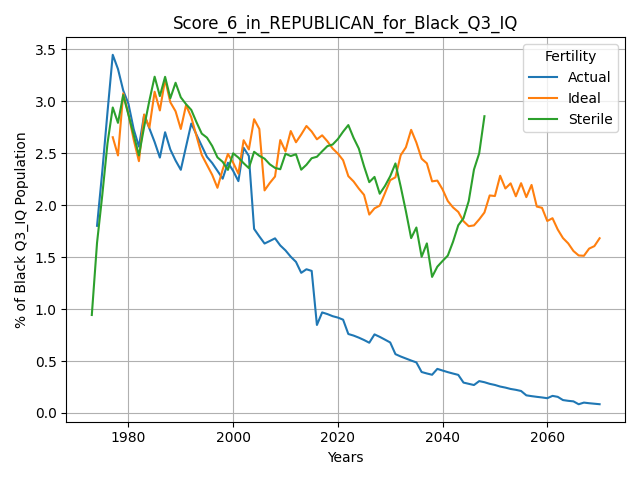 Score_6_in_REPUBLICAN_for_Black_Q3_IQ
% of Black Q3_IQ Population
3.5
3.0
2.5
2.0
1.5
1.0
0.5
0.0
Fertility
Actual
Ideal
Sterile
1980 2000 2020 2040 2060
Years